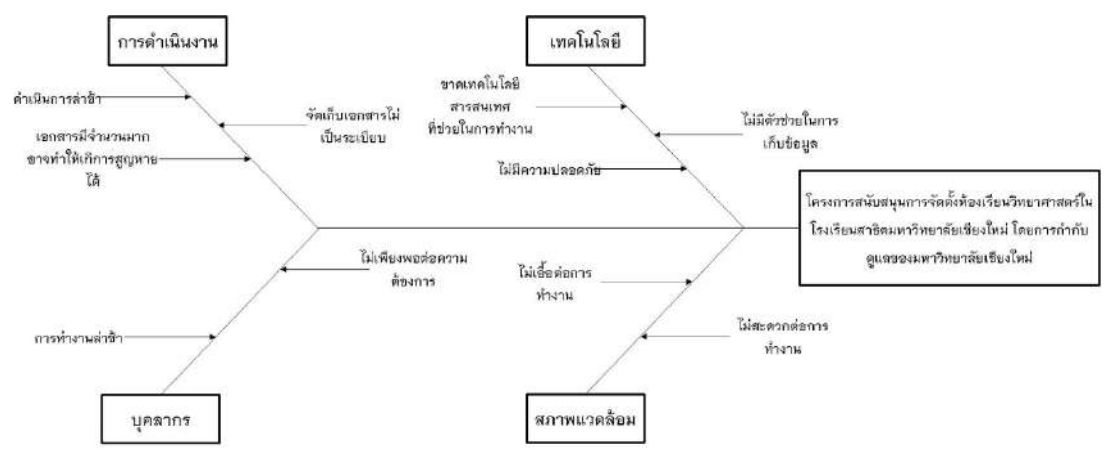 การดำเนินงาน
เทคโนโลยี
ดำเนินการล่าช้า
จัดเก็บเอกสารไม่
เป็นระเบียบ
เอกสารมีจำนวนมาก
อาจทำให้เกิการสูญหาย
ได้
ขาดเทคโนโลยี
สารสนเทศ
ที่ช่วยในการทำงาน
ไม่มีตัวช่วยในการ
เก็บข้อมูล
ไม่มีความปลอดภัย
โครงการสนับสนุนการจัดตั้งห้องเรียนวิทยาศาสตร์ใน
โรงเรียนสาธิตมหาวิทยาลัยเชียงใหม่ โดยการกำกับ
ดูแลของมหาวิทยาลัยเชียงใหม่
ไม่เพียงพอต่อความ
ต้องการ
การทำงานล่าช้า
ไม่เอื้อต่อการ
ทำงาน
ไม่สะดวกต่อการ
ทำงาน
บุคลากร
สภาพแวดล้อม